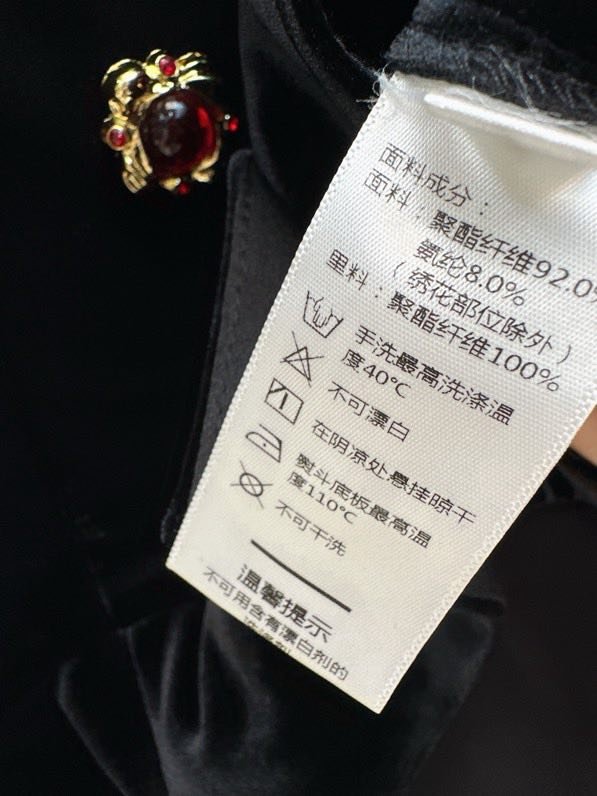 面料成分：
面料：聚酯纤维92.0%
氨纶8.0%
（绣花部位除外）
里料：聚酯纤维100%
手洗最高洗涤温
度40℃
不可漂白
在阴凉处悬挂晾干
熨斗底板最高温
度110℃
不可干洗
温馨提示
不可用含有漂白剂的